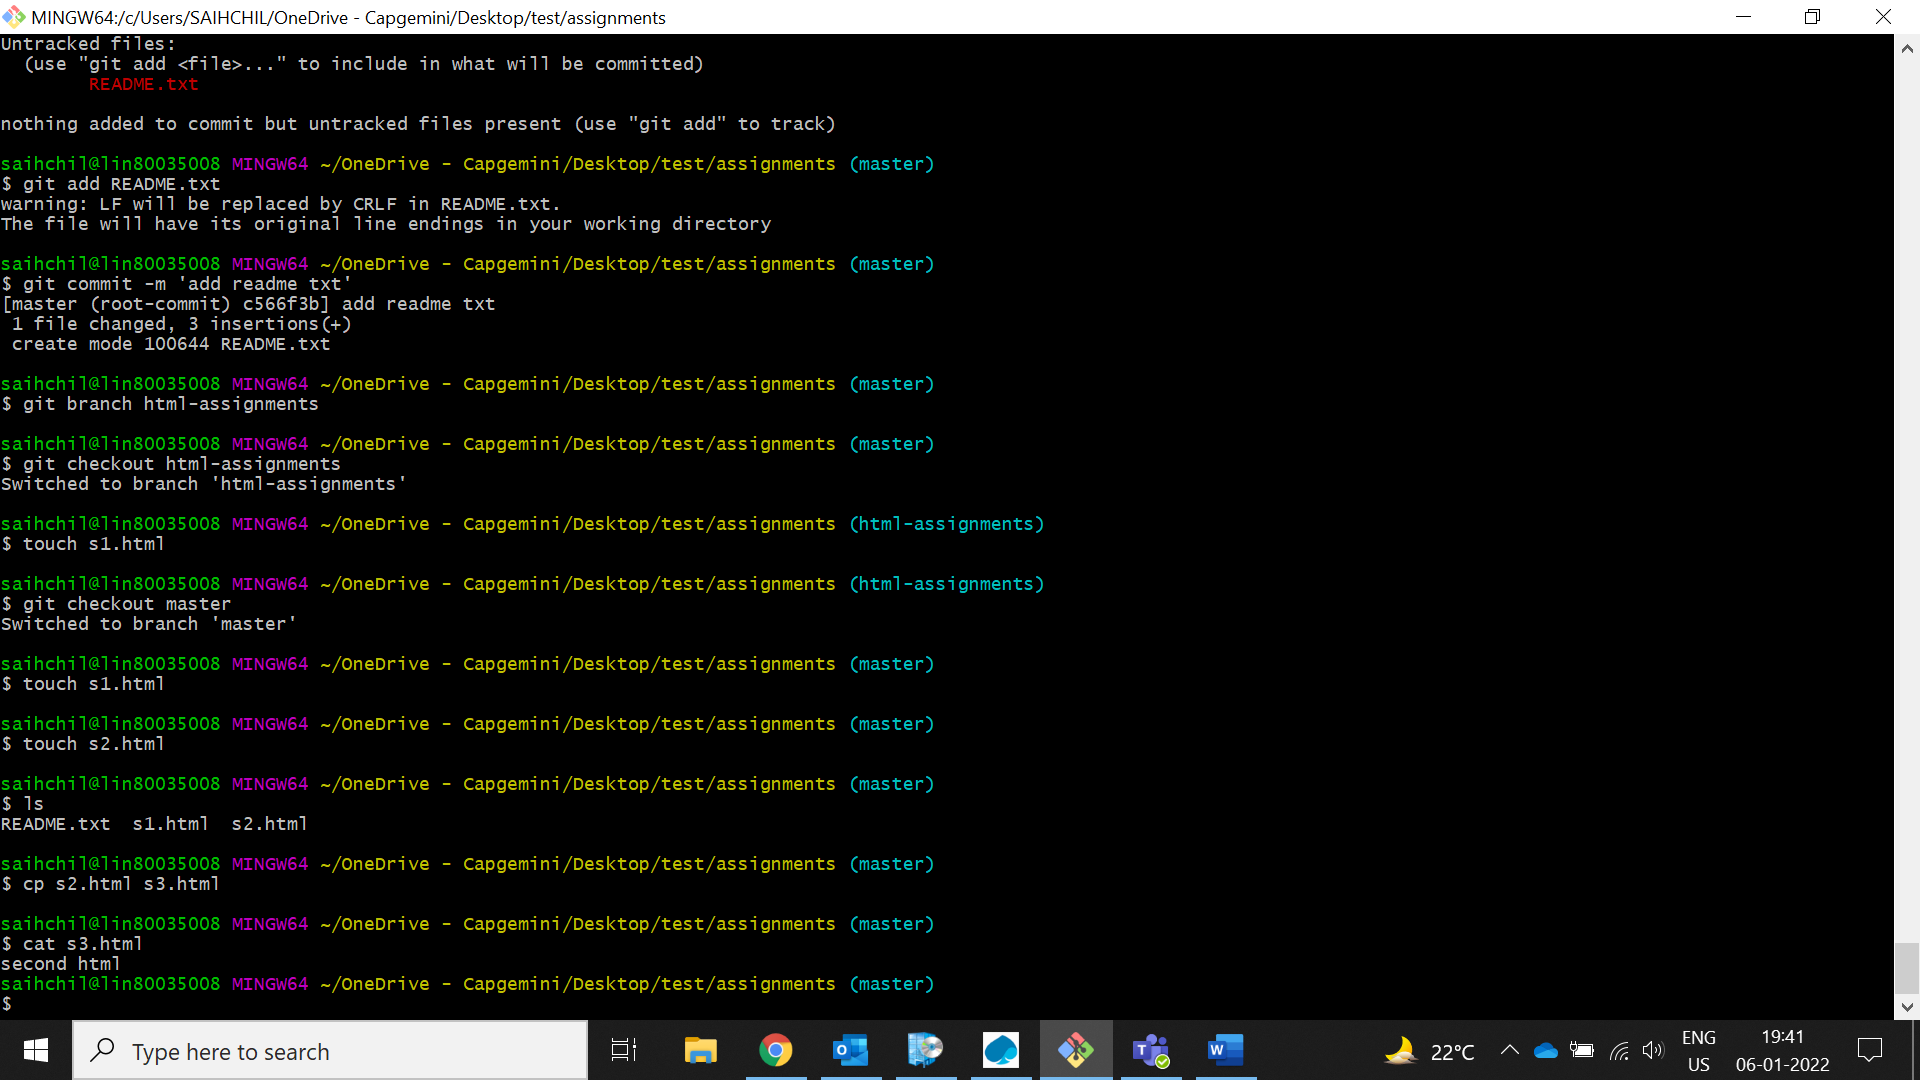 MINGW64:/c/Users/SAIHCHIL/OneDrive - Capgemini/Desktop/test/assignments
Untracked files:
  (use "git add <file>..." to include in what will be committed)
        README.txt

nothing added to commit but untracked files present (use "git add" to track)

saihchil@lin80035008 MINGW64 ~/OneDrive - Capgemini/Desktop/test/assignments (master)
$ git add README.txt
warning: LF will be replaced by CRLF in README.txt.
The file will have its original line endings in your working directory

saihchil@lin80035008 MINGW64 ~/OneDrive - Capgemini/Desktop/test/assignments (master)
$ git commit -m 'add readme txt'
[master (root-commit) c566f3b] add readme txt
 1 file changed, 3 insertions(+)
 create mode 100644 README.txt

saihchil@lin80035008 MINGW64 ~/OneDrive - Capgemini/Desktop/test/assignments (master)
$ git branch html-assignments

saihchil@lin80035008 MINGW64 ~/OneDrive - Capgemini/Desktop/test/assignments (master)
$ git checkout html-assignments
Switched to branch 'html-assignments'

saihchil@lin80035008 MINGW64 ~/OneDrive - Capgemini/Desktop/test/assignments (html-assignments)
$ touch s1.html

saihchil@lin80035008 MINGW64 ~/OneDrive - Capgemini/Desktop/test/assignments (html-assignments)
$ git checkout master
Switched to branch 'master'

saihchil@lin80035008 MINGW64 ~/OneDrive - Capgemini/Desktop/test/assignments (master)
$ touch s1.html

saihchil@lin80035008 MINGW64 ~/OneDrive - Capgemini/Desktop/test/assignments (master)
$ touch s2.html

saihchil@lin80035008 MINGW64 ~/OneDrive - Capgemini/Desktop/test/assignments (master)
$ ls
README.txt  s1.html  s2.html

saihchil@lin80035008 MINGW64 ~/OneDrive - Capgemini/Desktop/test/assignments (master)
$ cp s2.html s3.html

saihchil@lin80035008 MINGW64 ~/OneDrive - Capgemini/Desktop/test/assignments (master)
$ cat s3.html
second html
saihchil@lin80035008 MINGW64 ~/OneDrive - Capgemini/Desktop/test/assignments (master)
$
Type here to search
22°C
ENG
US
19:41
06-01-2022